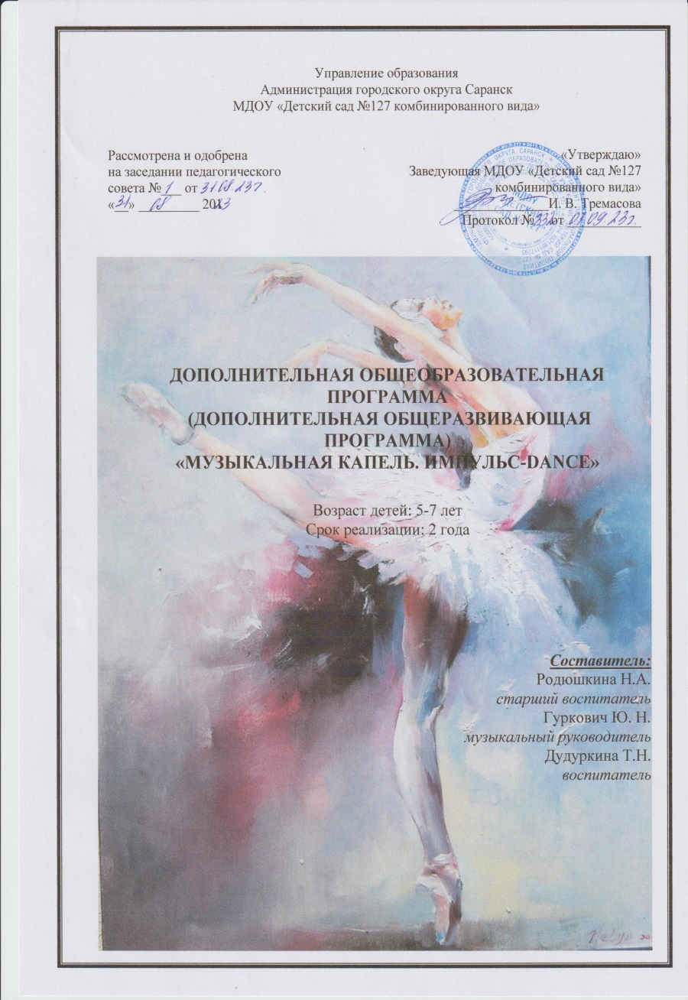 Управление образования
Администрация городского округа Саранск
МДОУ «Детский сад №127 комбинированного вида»
Рассмотрена и одобрена
на заседании педагогического
совета № 1 от 31.08 23г.
«31» 08 2023
«Утверждаю»
Заведующая МДОУ «Детский сад №127
комбинированного вида»
И. В. Тремасова
Протокол № от 01.09.23г.
ДОПОЛНИТЕЛЬНАЯ ОБЩЕОБРАЗОВАТЕЛЬНАЯ
ПРОГРАММА
(ДОПОЛНИТЕЛЬНАЯ ОБЩЕРАЗВИВАЮЩАЯ
ПРОГРАММА)
«МУЗЫКАЛЬНАЯ КАПЕЛЬ. ИМПУЛЬС-DANCE»
Возраст детей: 5-7 лет
Срок реализации: 2 года
Составитель:
Родюшкина Н.А.
старший воспитатель
Гуркович Ю. Н.
музыкальный руководитель
Дудуркина Т.Н.
воспитатель